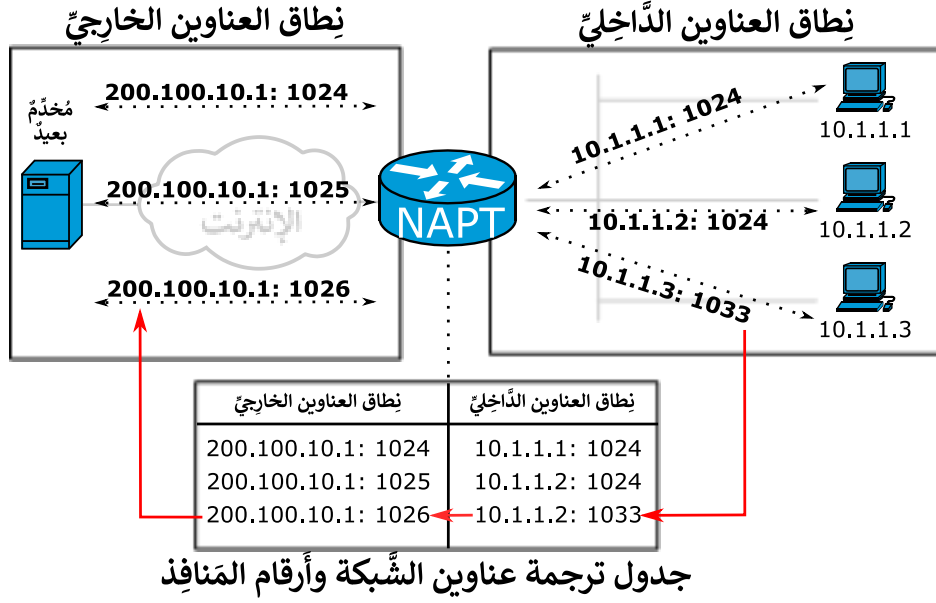 نِطاق العناوين الدَّاخِليِّ
نِطاق العناوين الخارِجيِّ
200.100.10.1: 1024
10.1.1.1: 1024
10.1.1.1
مُخدِّمٌ
بعيدٌ
200.100.10.1: 1025
الإنترنت
NAPT
10.1.1.2: 1024
10.1.1.2
200.100.10.1: 1026
10.1.1.3: 1033
10.1.1.3
نِطاق العناوين الدَّاخِليِّ
نِطاق العناوين الخارِجيِّ
200.100.10.1: 1024
10.1.1.1: 1024
200.100.10.1: 1025
10.1.1.2: 1024
200.100.10.1: 1026
10.1.1.2: 1033
جدول ترجمة عناوين الشَّبكة وأَرقام المَنافِذ